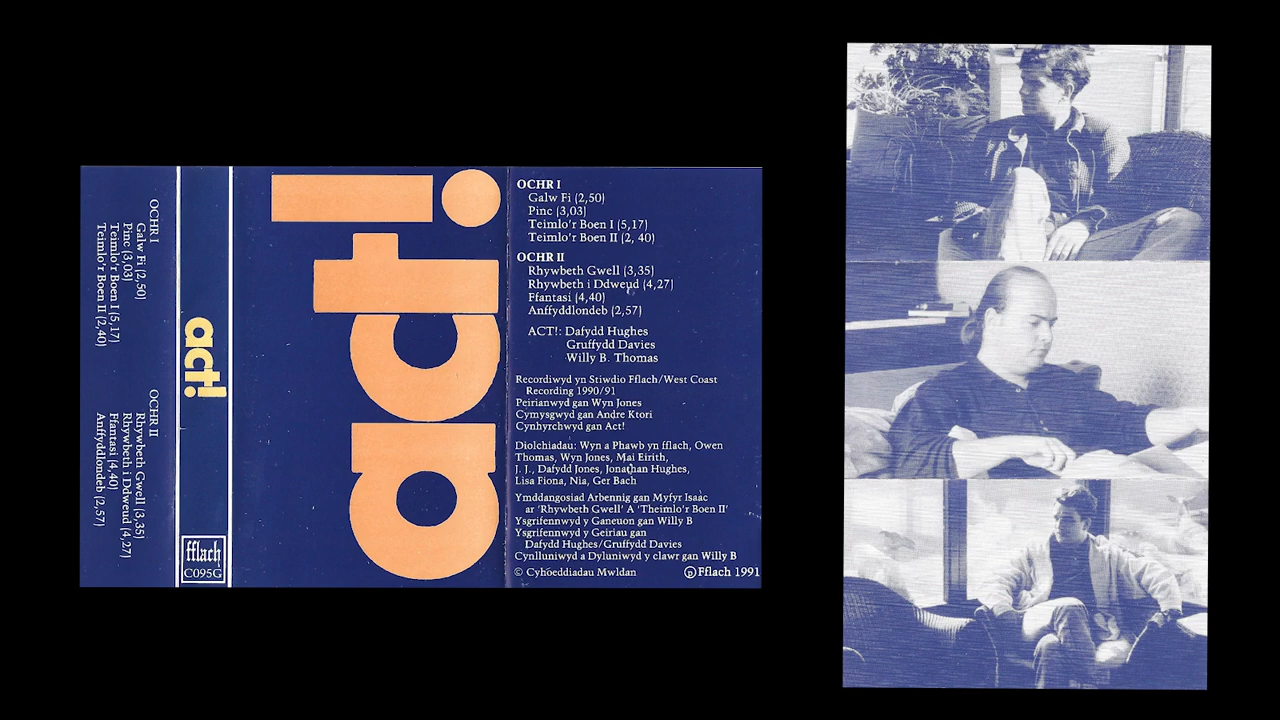 OCHR I
Galw Fi (2,50)
Pinc (3,03)
Teimlo'r Boen I (5,17)
Teimlo'r Boen II (2,40)
OCHR II
Rhywbeth Gwell (3,35)
Rhywbeth i Ddweud (4,27)
Ffantasi (4,40)
Anffyddlondeb (2,57)
act!
fflach
C095G
act!
OCHR I
Galw Fi (2,50)
Pinc (3,03)
Teimlo'r Boen I (5,17)
Teimlo'r Boen II (2, 40)
OCHR II
Rhywbeth Gwell (3,35)
Rhywbeth i Ddweud (4,27)
Ffantasi (4,40)
Anffyddlondeb (2,57)
ACT!: Dafydd Hughes
Gruffydd Davies
Willy B. Thomas
Recordiwyd yn Stiwdio Fflach/West Coast
Recording 1990/91
Peirianwyd gan Wyn Jones
Cymysgwyd gan Andre Ktori
Cynhyrchwyd gan Act!
Diolchiadau: Wyn a Phawb yn fflach, Owen
Thomas, Wyn Jones, Mai Eirith,
J. J., Dafydd Jones, Jonathan Hughes,
Lisa Fiona, Nia, Ger Bach
Ymddangosiad Arbennig gan Myfyr Isaac
ar 'Rhywbeth Gwell' A 'Theimlo'r Boen II'
Ysgrifennwyd y Ganeuon gan Willy B
Ysgrifennwyd y Geiriau gan
Dafydd Hughes/Gruffydd Davies
Cynlluniwyd a Dyluniwyd y clawr gan Willy B
© Cyhoeddiadau Mwldan ℗ Fflach 1991